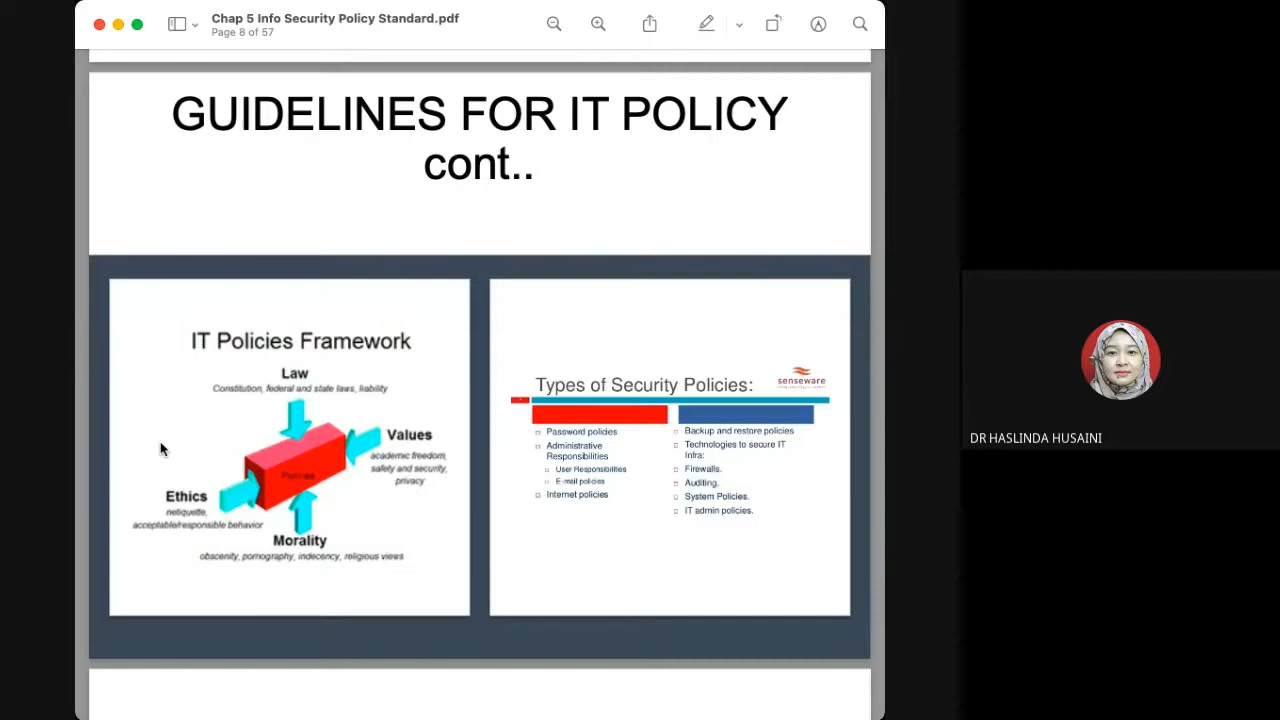 Chap 5 Info Security Policy Standard.pdf
Page 8 of 57
GUIDELINES FOR IT POLICY
cont..
IT Policies Framework
Law
Constitution, federal and state laws, liability
Values
academic freedom,
safety and security,
privacy
Policies
Ethics
netiquette,
acceptable/responsible behavior
Morality
obscenity, pornography, indecency, religious views
Types of Security Policies:
senseware
Password policies
Administrative
Responsibilities
User Responsibilities
E-mail policies
Internet policies
Backup and restore policies
Technologies to secure IT
Infra:
Firewalls.
Auditing.
System Policies.
IT admin policies.
DR HASLINDA HUSAINI